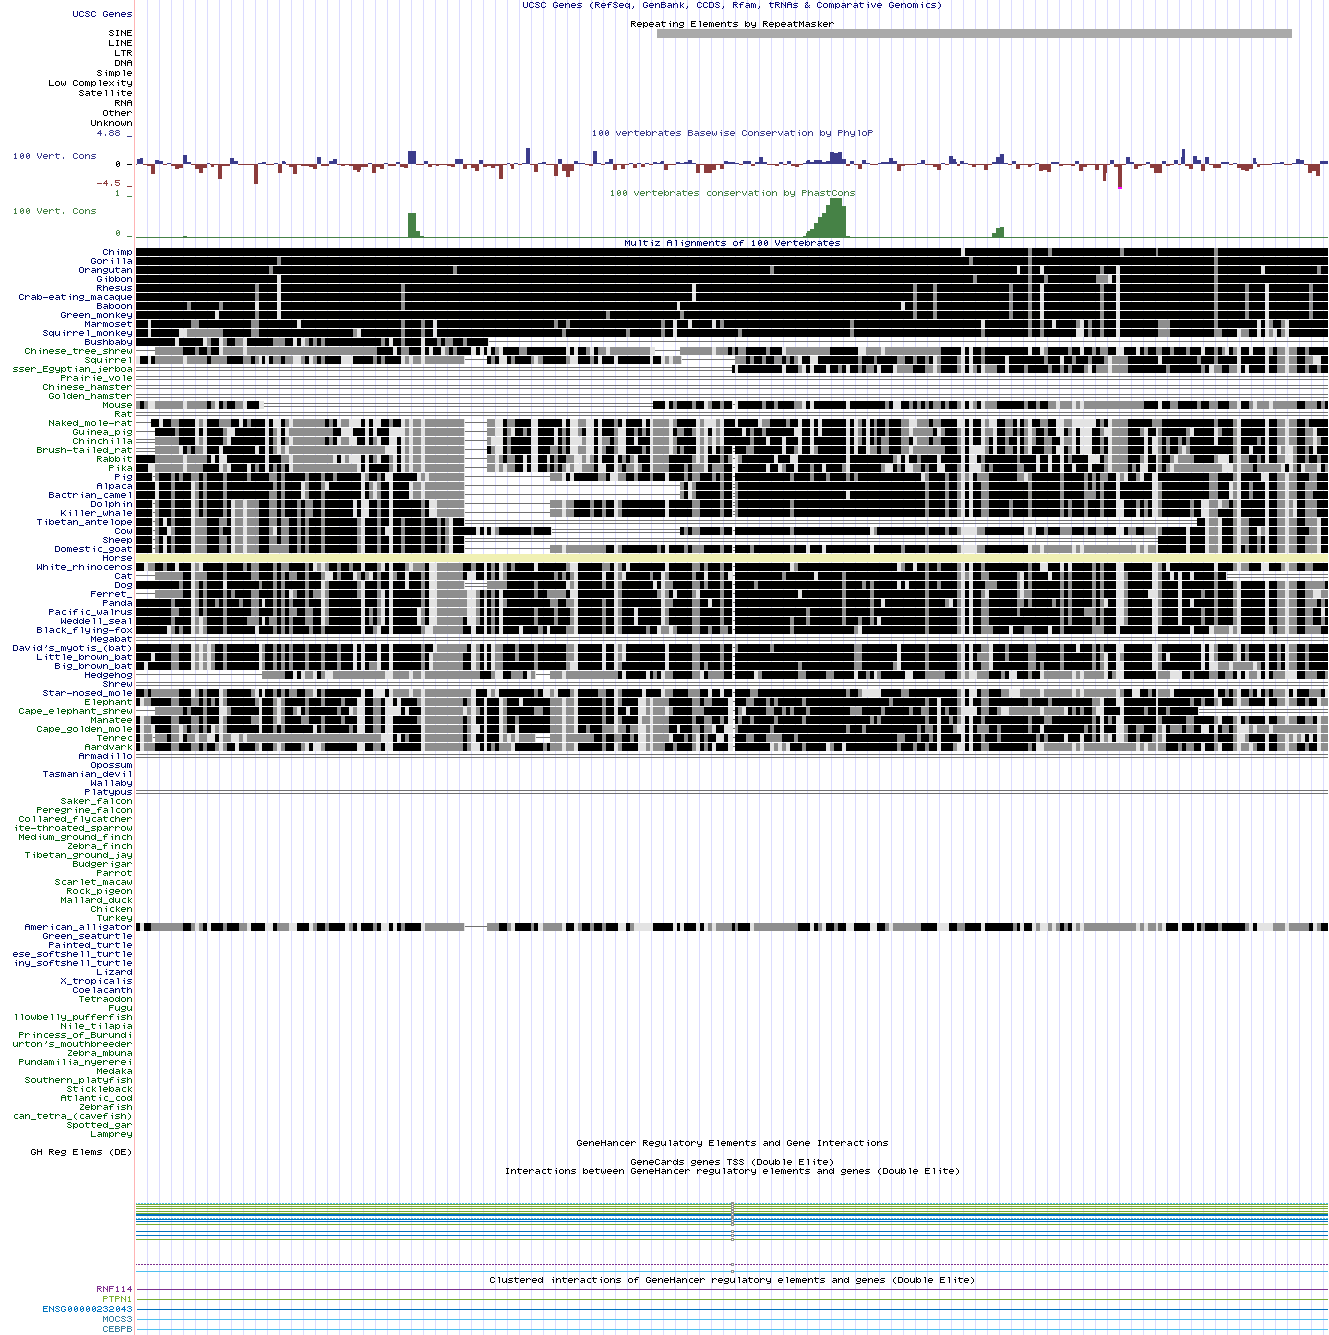 UCSC Genes (RefSeq, GenBank, CCDS, Rfam, tRNAs & Comparative Genomics)
UCSC Genes
Repeating Elements by RepeatMasker
SINE
LINE
LTR
DNA
Simple
Low Complexity
Satellite
RNA
Other
Unknown
4.88 _
100 vertebrates Basewise Conservation by PhyloP
100 Vert. Cons
0 _
-4.5 _
1 _
100 vertebrates conservation by PhastCons
100 Vert. Cons
0 _
Multiz Alignments of 100 Vertebrates
Chimp
Gorilla
Orangutan
Gibbon
Rhesus
Crab-eating_macaque
Baboon
Green_monkey
Marmoset
Squirrel_monkey
Bushbaby
Chinese_tree_shrew
Squirrel
sser_Egyptian_jerboa
Prairie_vole
Chinese_hamster
Golden_hamster
Mouse
Rat
Naked_mole-rat
Guinea_pig
Chinchilla
Brush-tailed_rat
Rabbit
Pika
Pig
Alpaca
Bactrian_camel
Dolphin
Killer_whale
Tibetan_antelope
Cow
Sheep
Domestic_goat
Horse
White_rhinoceros
Cat
Dog
Ferret_
Panda
Pacific_walrus
Weddell_seal
Black_flying-fox
Megabat
David's_myotis_(bat)
Little_brown_bat
Big_brown_bat
Hedgehog
Shrew
Star-nosed_mole
Elephant
Cape_elephant_shrew
Manatee
Cape_golden_mole
Tenrec
Aardvark
Armadillo
Opossum
Tasmanian_devil
Wallaby
Platypus
Saker_falcon
Peregrine_falcon
Collared_flycatcher
ite-throated_sparrow
Medium_ground_finch
Zebra_finch
Tibetan_ground_jay
Budgerigar
Parrot
Scarlet_macaw
Rock_pigeon
Mallard_duck
Chicken
Turkey
American_alligator
Green_seaturtle
Painted_turtle
ese_softshell_turtle
iny_softshell_turtle
Lizard
X_tropicalis
Coelacanth
Tetraodon
Fugu
llowbelly_pufferfish
Nile_tilapia
Princess_of_Burundi
urton's_mouthbreeder
Zebra_mbuna
Pundamilia_nyererei
Medaka
Southern_platyfish
Stickleback
Atlantic_cod
Zebrafish
can_tetra_(cavefish)
Spotted_gar
Lamprey
GeneHancer Regulatory Elements and Gene Interactions
GH Reg Elems (DE)
GeneCards genes TSS (Double Elite)
Interactions between GeneHancer regulatory elements and genes (Double Elite)
Clustered interactions of GeneHancer regulatory elements and genes (Double Elite)
RNF114
PTPN1
ENSG00000232043
MOCS3
CEBPB